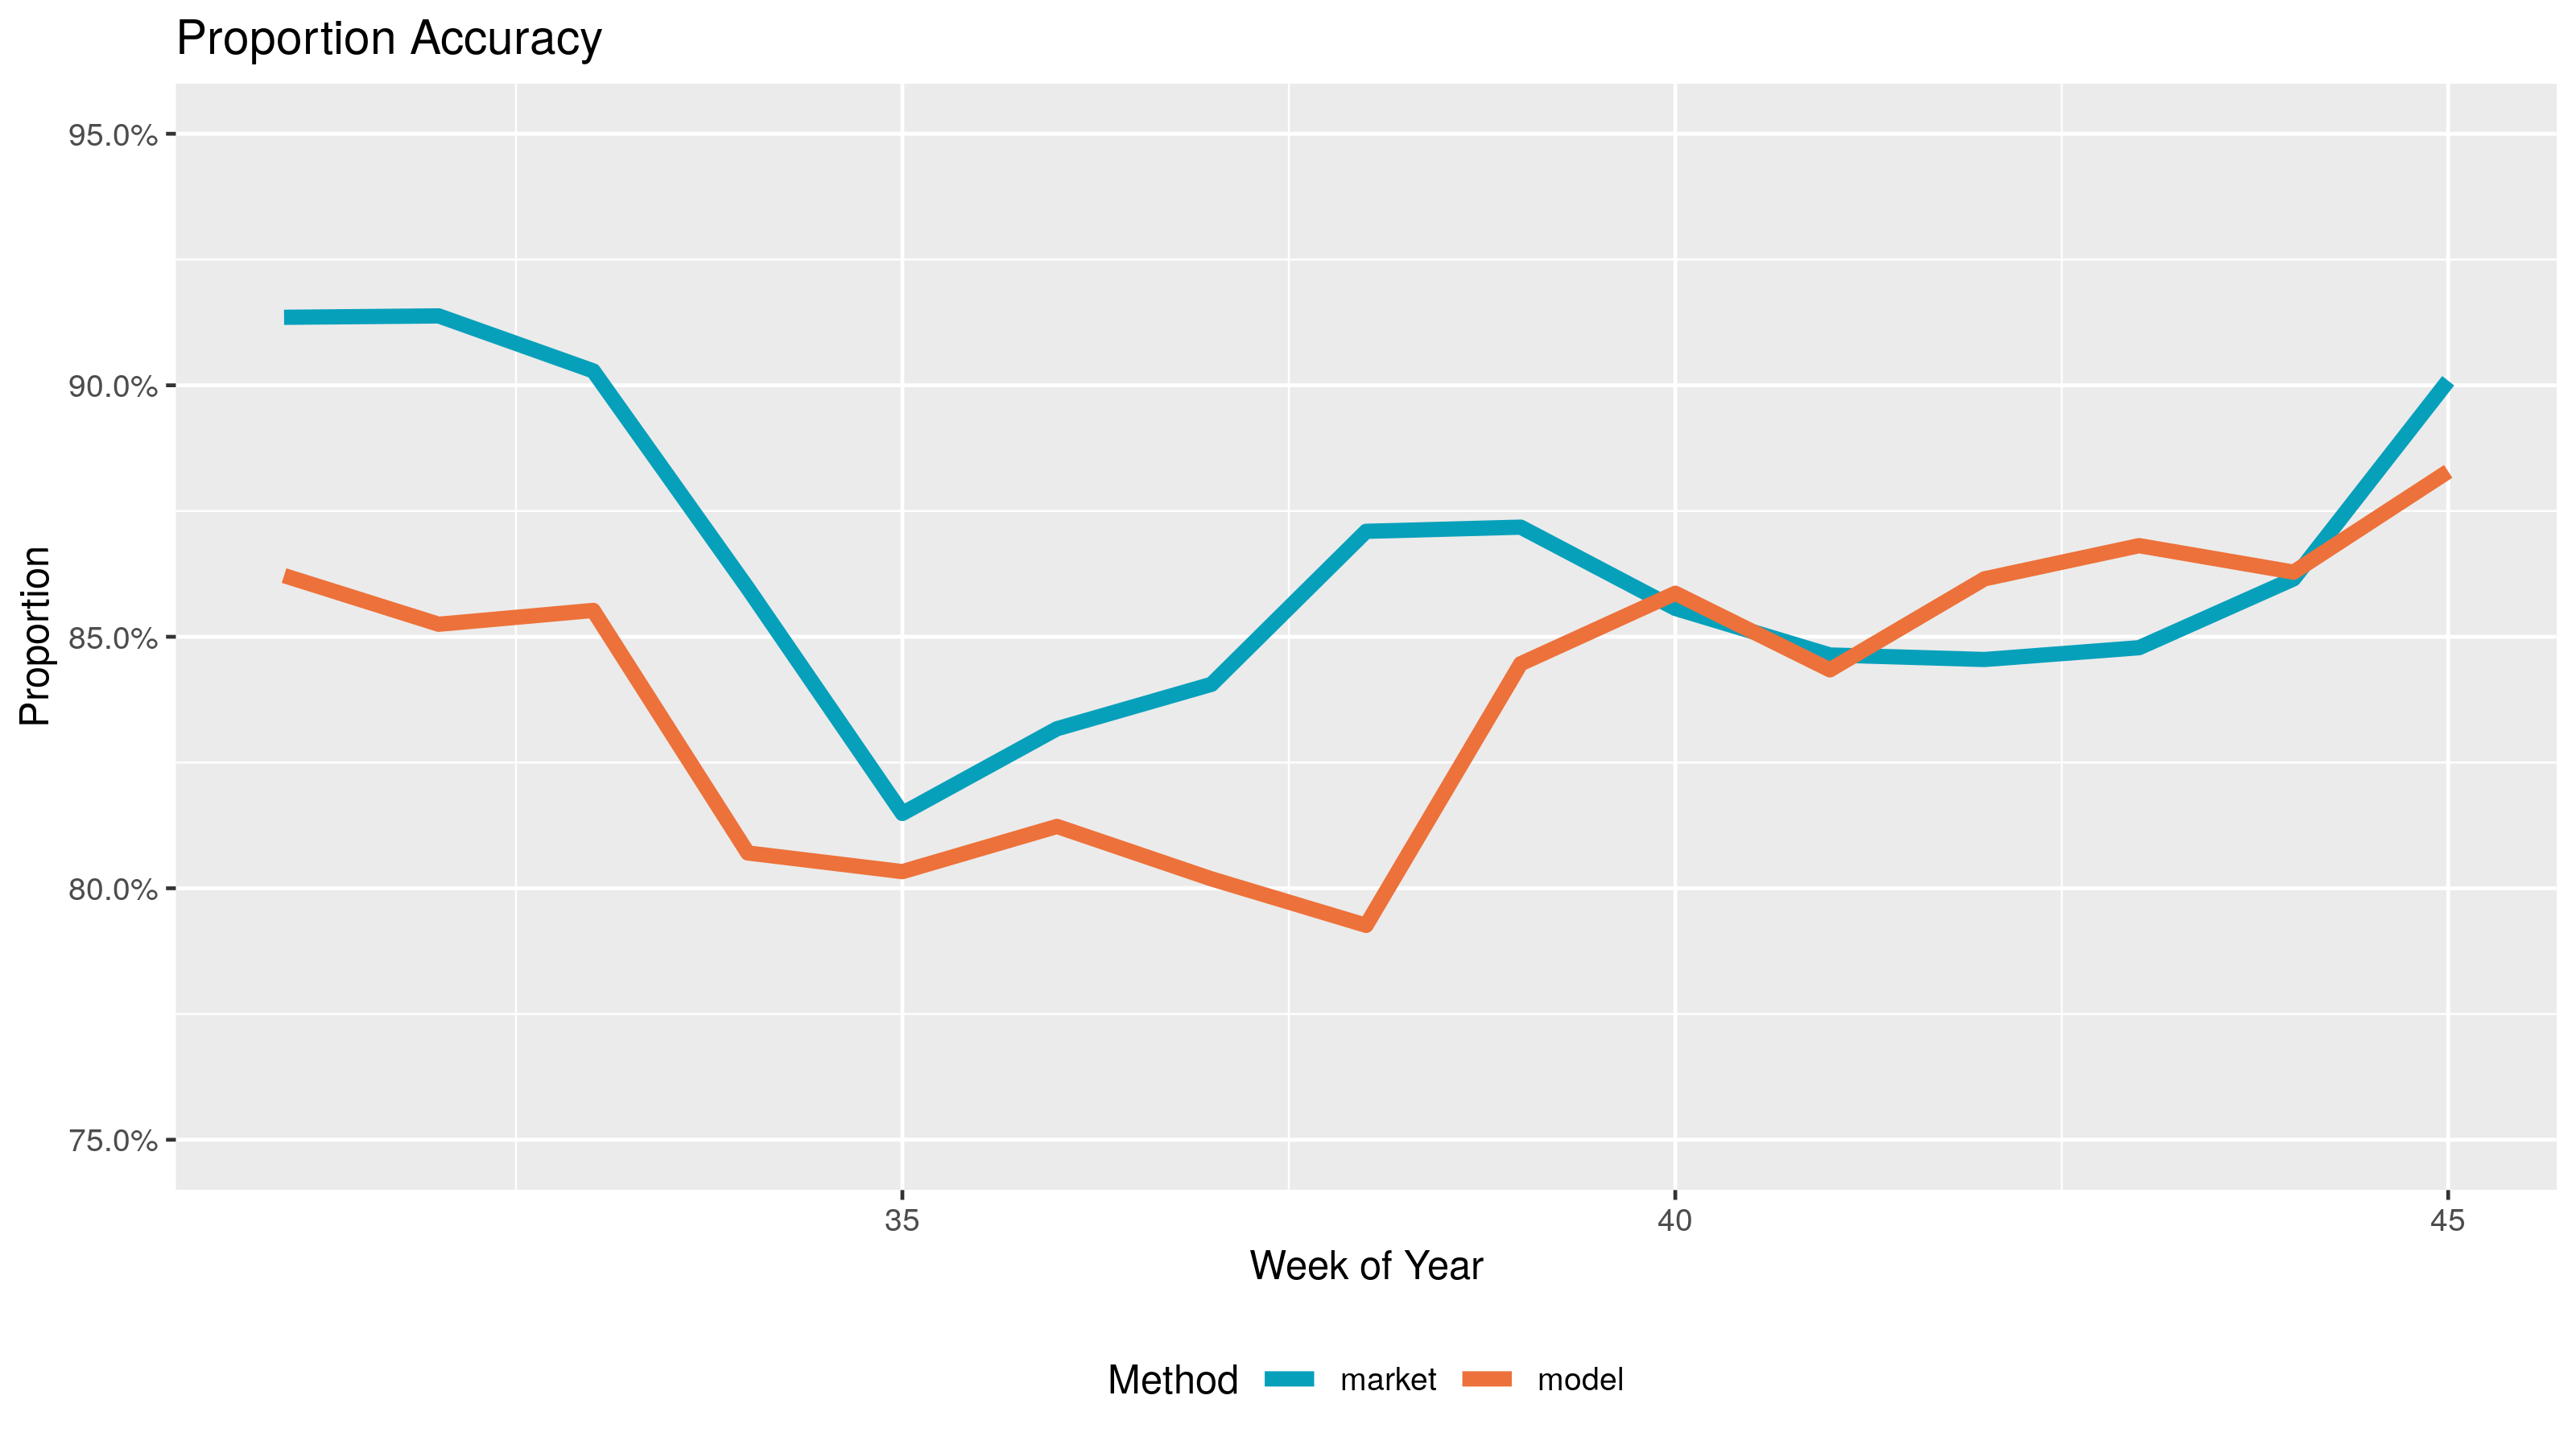 Proportion Accuracy
95.0%
90.0%
85.0%
80.0%
75.0%
Proportion
35 40 45
Week of Year
Method market model